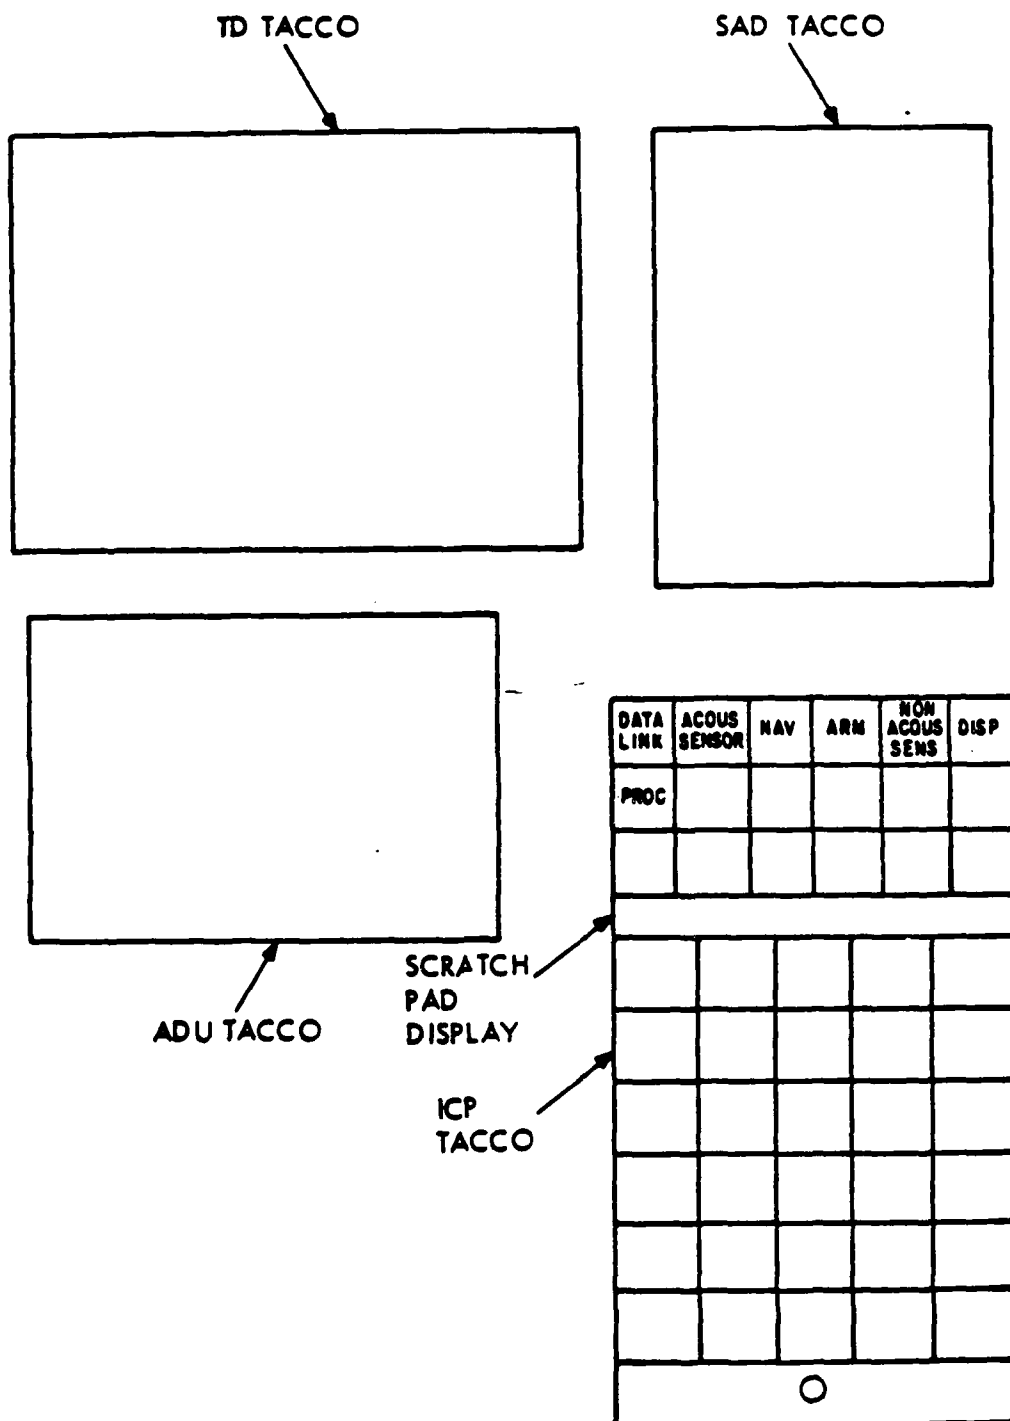 TD TACCO
SAD TACCO
DATA LINK
ACOUS SENSOR
NAV
ARM
NON ACOUS SENS
DISP
PROC
SCRATCH
PAD
DISPLAY
ADU TACCO
ICP
TACCO